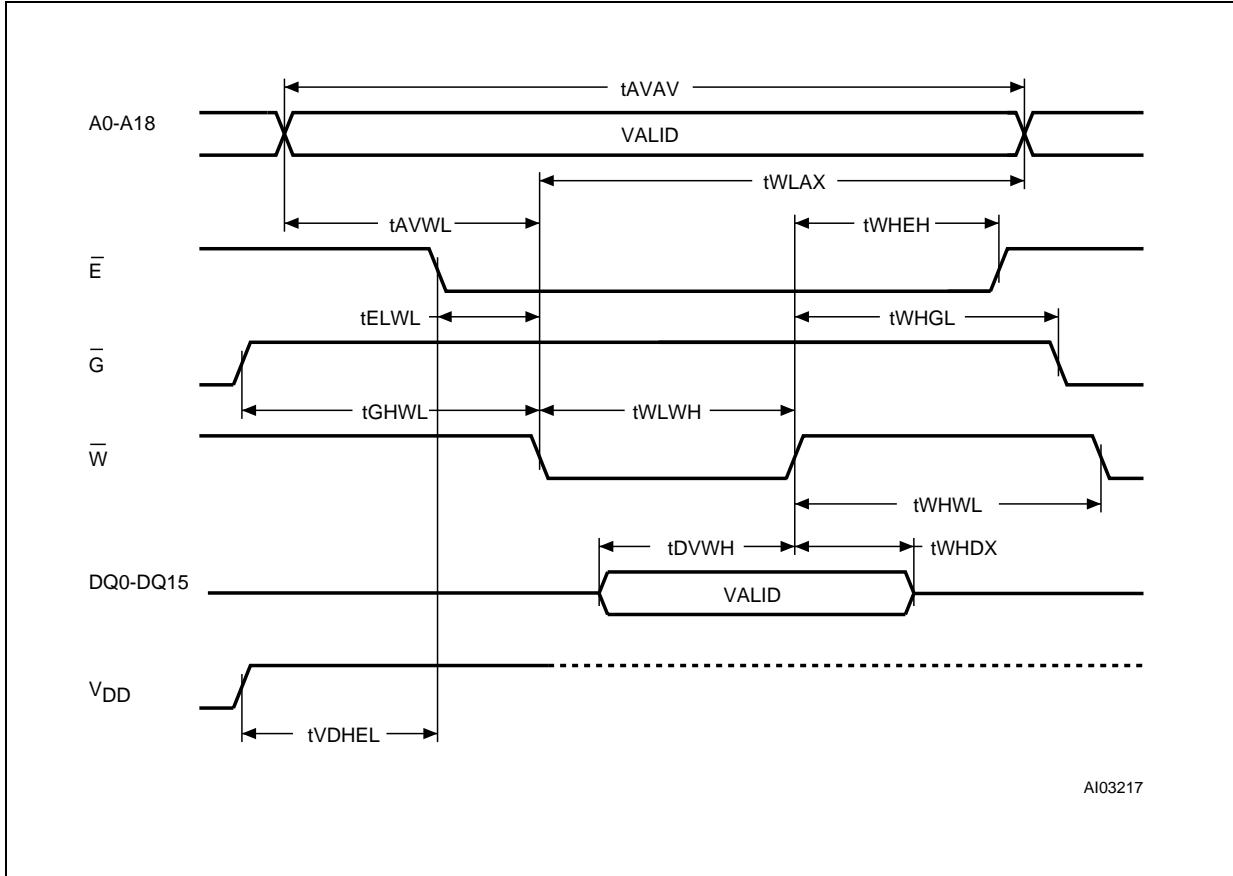 tAVAV
A0-A18
VALID
tWLAX
tAVWL
tWHEH
E̅
tELWL
tWHGL
G̅
tGHWL
tWLWH
W̅
tWHWL
tDVWH
tWHDX
DQ0-DQ15
VALID
VDD
tVDHEL
AI03217